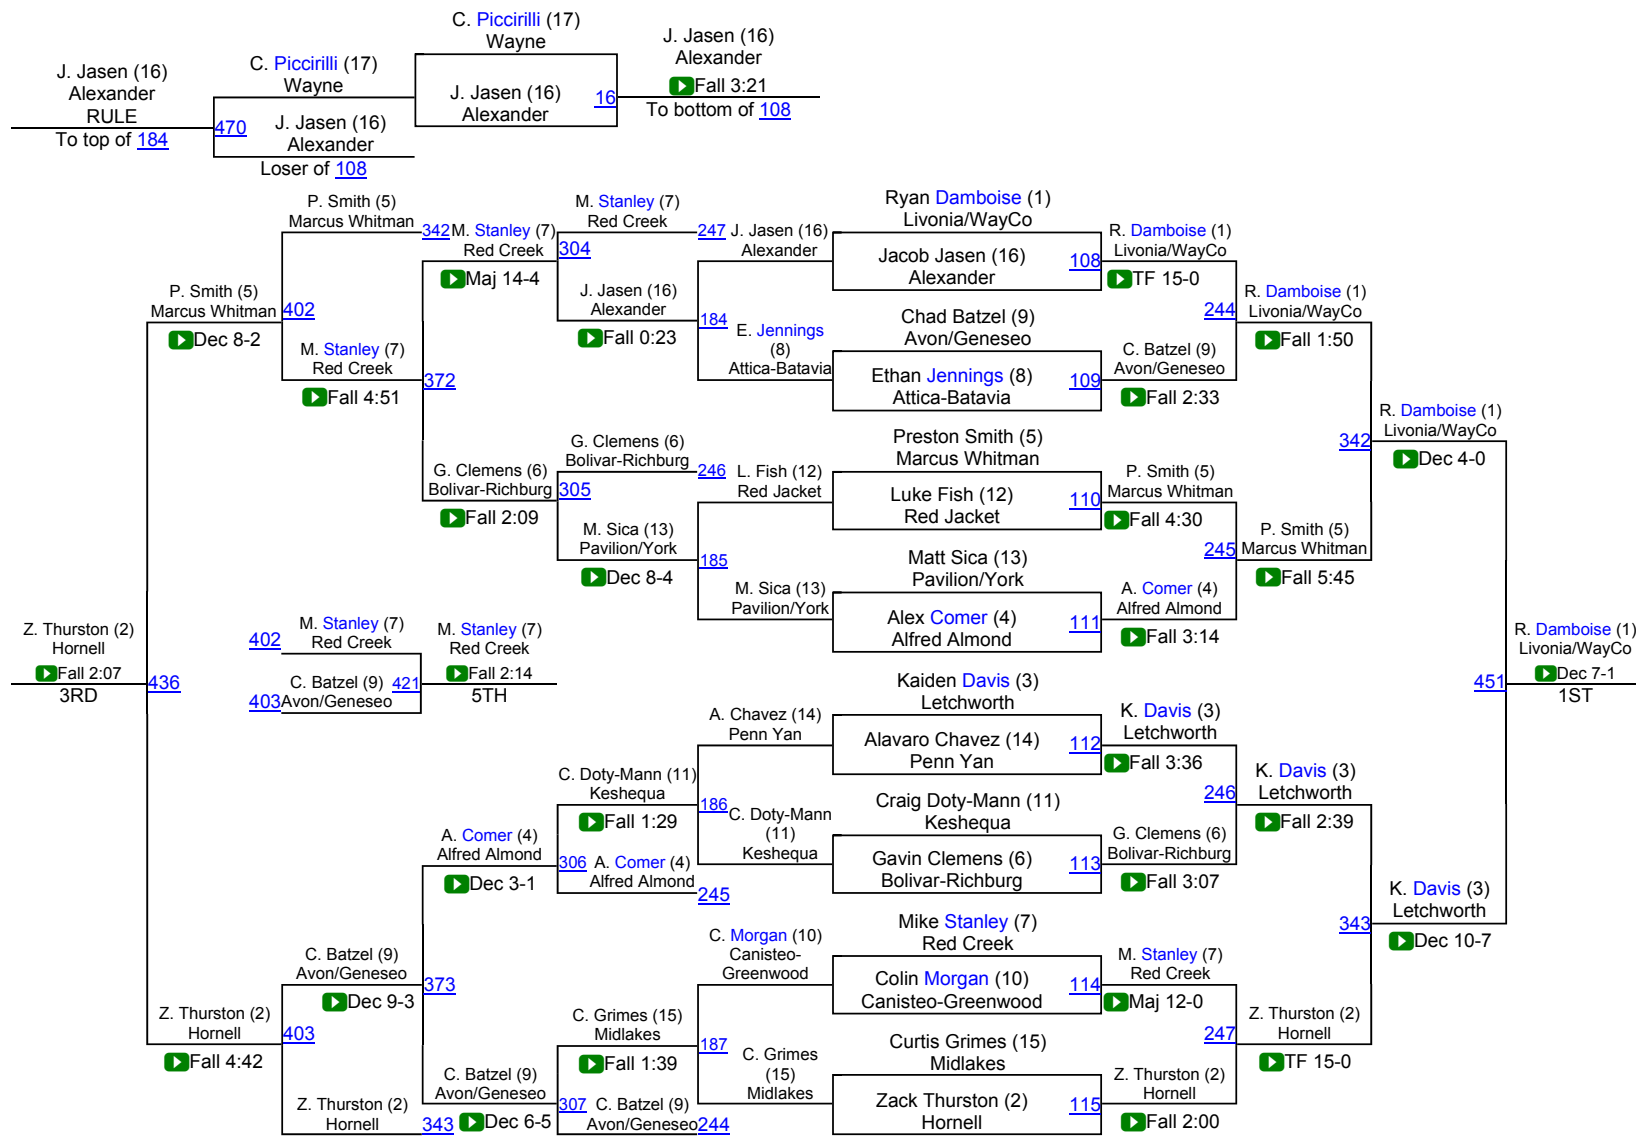 C. Piccirilli (17)
Wayne
J. Jasen (16)
Alexander
16
J. Jasen (16)
Alexander
Fall 3:21
To bottom of 108
C. Piccirilli (17)
Wayne
J. Jasen (16)
Alexander
Loser of 108
470
J. Jasen (16)
Alexander
RULE
To top of 184
Ryan Damboise (1)
Livonia/WayCo
Jacob Jasen (16)
Alexander
108
Chad Batzel (9)
Avon/Geneseo
Ethan Jennings (8)
Attica-Batavia
109
Preston Smith (5)
Marcus Whitman
Luke Fish (12)
Red Jacket
110
Matt Sica (13)
Pavilion/York
Alex Comer (4)
Alfred Almond
111
Kaiden Davis (3)
Letchworth
Alavaro Chavez (14)
Penn Yan
112
Craig Doty-Mann (11)
Keshequa
Gavin Clemens (6)
Bolivar-Richburg
113
Mike Stanley (7)
Red Creek
Colin Morgan (10)
Canisteo-Greenwood
114
Curtis Grimes (15)
Midlakes
Zack Thurston (2)
Hornell
115
R. Damboise (1)
Livonia/WayCo
TF 15-0
244
C. Batzel (9)
Avon/Geneseo
Fall 2:33
P. Smith (5)
Marcus Whitman
Fall 4:30
245
A. Comer (4)
Alfred Almond
Fall 3:14
K. Davis (3)
Letchworth
Fall 3:36
246
G. Clemens (6)
Bolivar-Richburg
Fall 3:07
M. Stanley (7)
Red Creek
Maj 12-0
247
Z. Thurston (2)
Hornell
Fall 2:00
R. Damboise (1)
Livonia/WayCo
Fall 1:50
342
P. Smith (5)
Marcus Whitman
Fall 5:45
K. Davis (3)
Letchworth
Fall 2:39
343
Z. Thurston (2)
Hornell
TF 15-0
R. Damboise (1)
Livonia/WayCo
Dec 4-0
451
K. Davis (3)
Letchworth
Dec 10-7
R. Damboise (1)
Livonia/WayCo
Dec 7-1
1ST
J. Jasen (16)
Alexander
184
E. Jennings
(8)
Attica-Batavia
L. Fish (12)
Red Jacket
185
M. Sica (13)
Pavilion/York
A. Chavez (14)
Penn Yan
186
C. Doty-Mann
(11)
Keshequa
C. Morgan (10)
Canisteo-
Greenwood
187
C. Grimes
(15)
Midlakes
M. Stanley (7)
Red Creek
247
304
J. Jasen (16)
Alexander
Fall 0:23
G. Clemens (6)
Bolivar-Richburg
246
305
M. Sica (13)
Pavilion/York
Dec 8-4
C. Doty-Mann (11)
Keshequa
Fall 1:29
306
A. Comer (4)
Alfred Almond
245
C. Grimes (15)
Midlakes
Fall 1:39
307
C. Batzel (9)
Avon/Geneseo
244
M. Stanley (7)
Red Creek
Maj 14-4
372
G. Clemens (6)
Bolivar-Richburg
Fall 2:09
A. Comer (4)
Alfred Almond
Dec 3-1
373
C. Batzel (9)
Avon/Geneseo
Dec 6-5
P. Smith (5)
Marcus Whitman
342
402
M. Stanley (7)
Red Creek
Fall 4:51
C. Batzel (9)
Avon/Geneseo
Dec 9-3
403
Z. Thurston (2)
Hornell
343
P. Smith (5)
Marcus Whitman
Dec 8-2
436
Z. Thurston (2)
Hornell
Fall 4:42
Z. Thurston (2)
Hornell
Fall 2:07
3RD
402
M. Stanley (7)
Red Creek
403
C. Batzel (9)
Avon/Geneseo
421
M. Stanley (7)
Red Creek
Fall 2:14
5TH